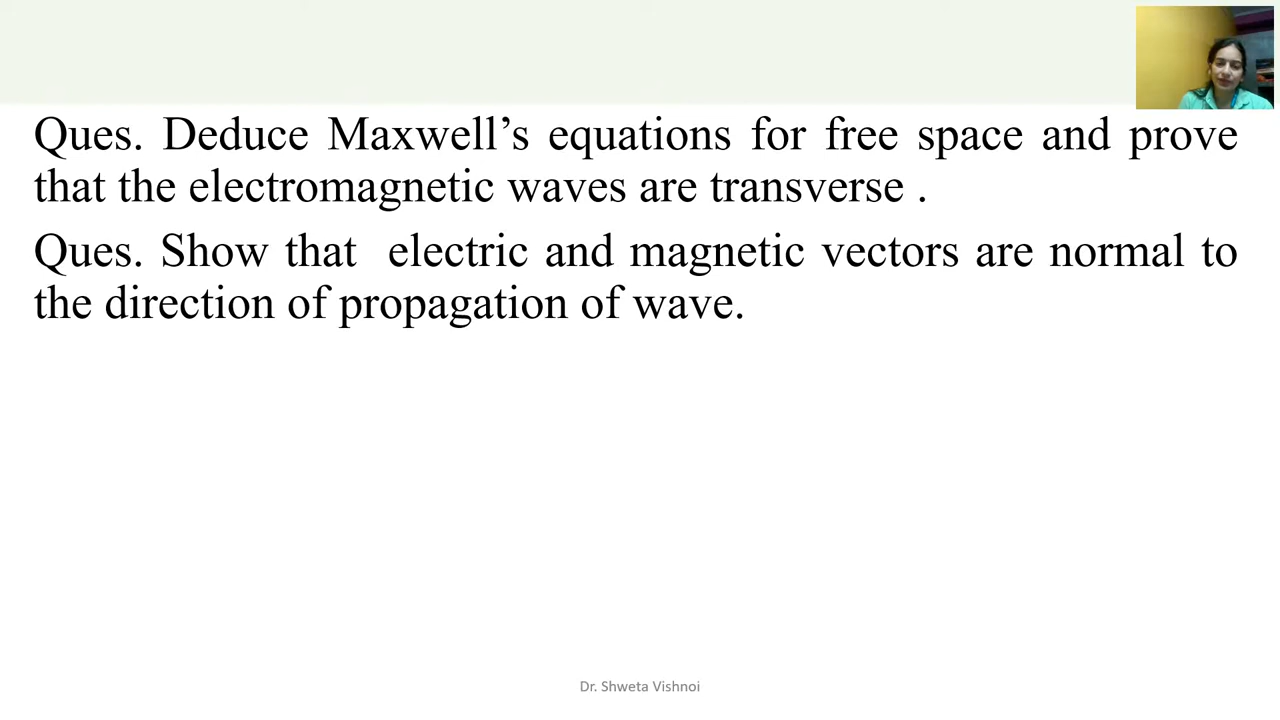 Ques. Deduce Maxwell’s equations for free space and prove
that the electromagnetic waves are transverse .
Ques. Show that electric and magnetic vectors are normal to
the direction of propagation of wave.
Dr. Shweta Vishnoi